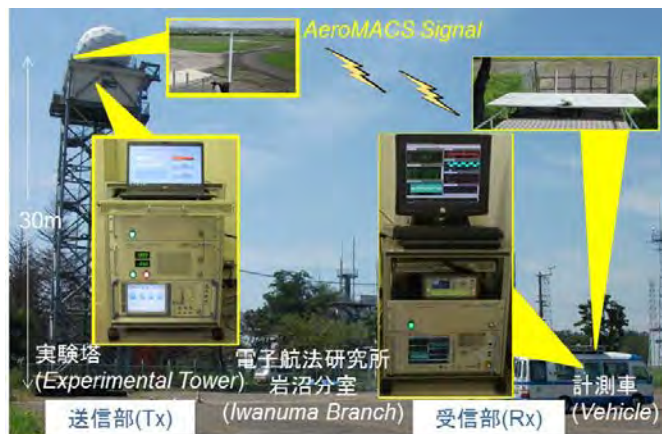 AeroMACS Signal
30m
実験塔
(Experimental Tower)
送信部(Tx)
電子航法研究所
岩沼分室
(Iwanuma Branch)
受信部(Rx)
計測車
(Vehicle)